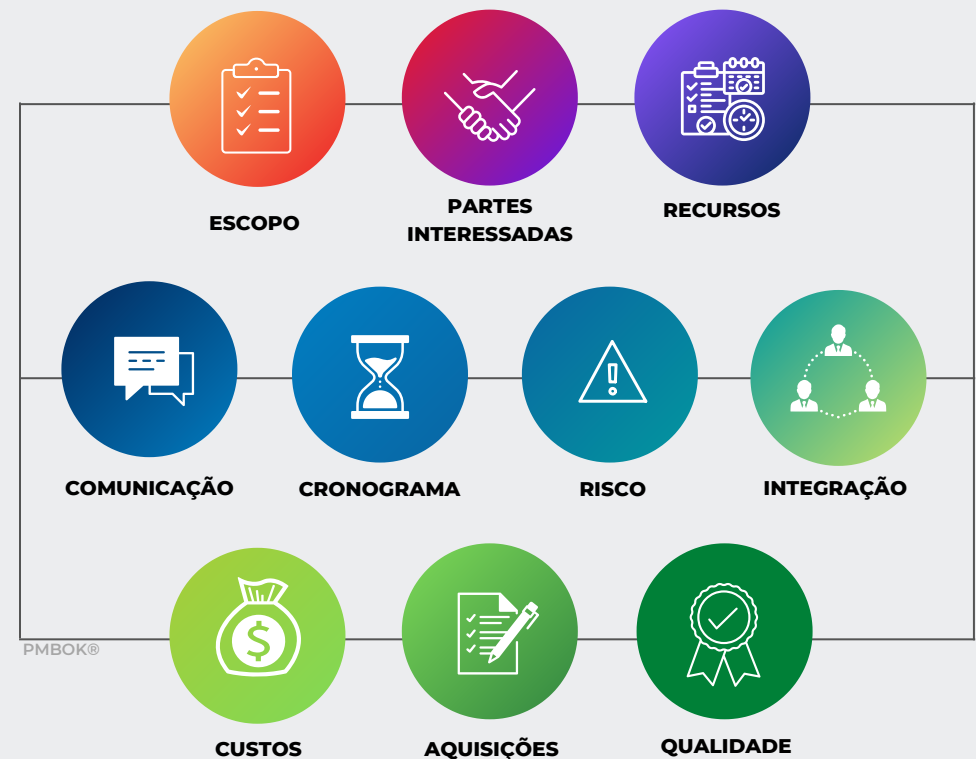 ESCOPO
PARTES
INTERESSADAS
RECURSOS
COMUNICAÇÃO
CRONOGRAMA
RISCO
INTEGRAÇÃO
PMBOK®
$
CUSTOS
AQUISIÇÕES
QUALIDADE